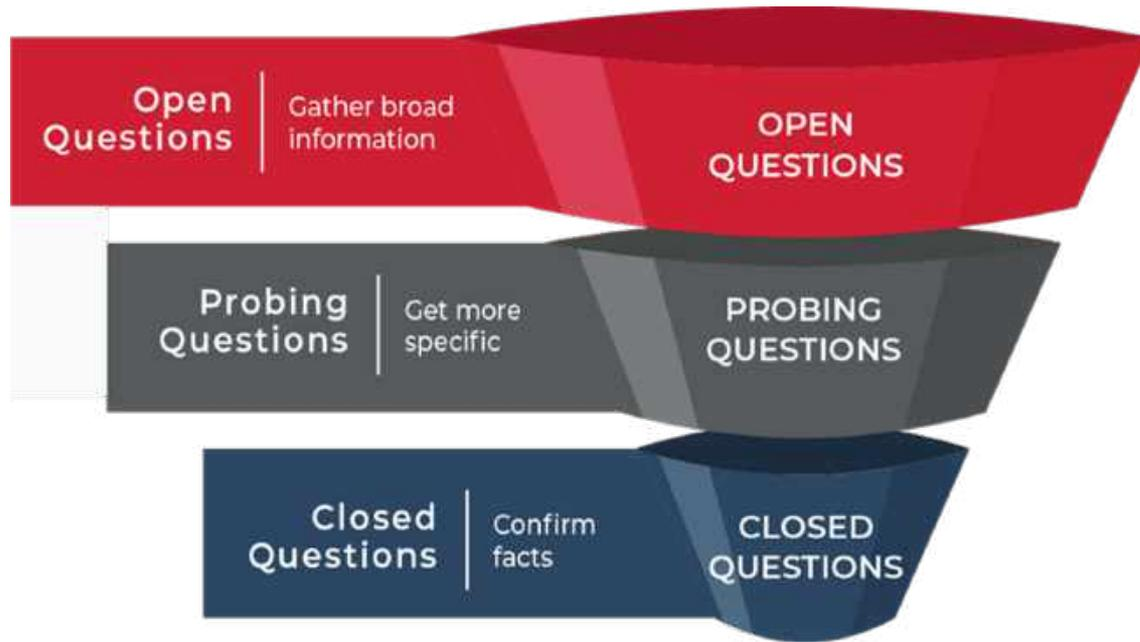 Open
Questions
Gather broad
information
OPEN
QUESTIONS
Probing
Questions
Get more
specific
PROBING
QUESTIONS
Closed
Questions
Confirm
facts
CLOSED
QUESTIONS